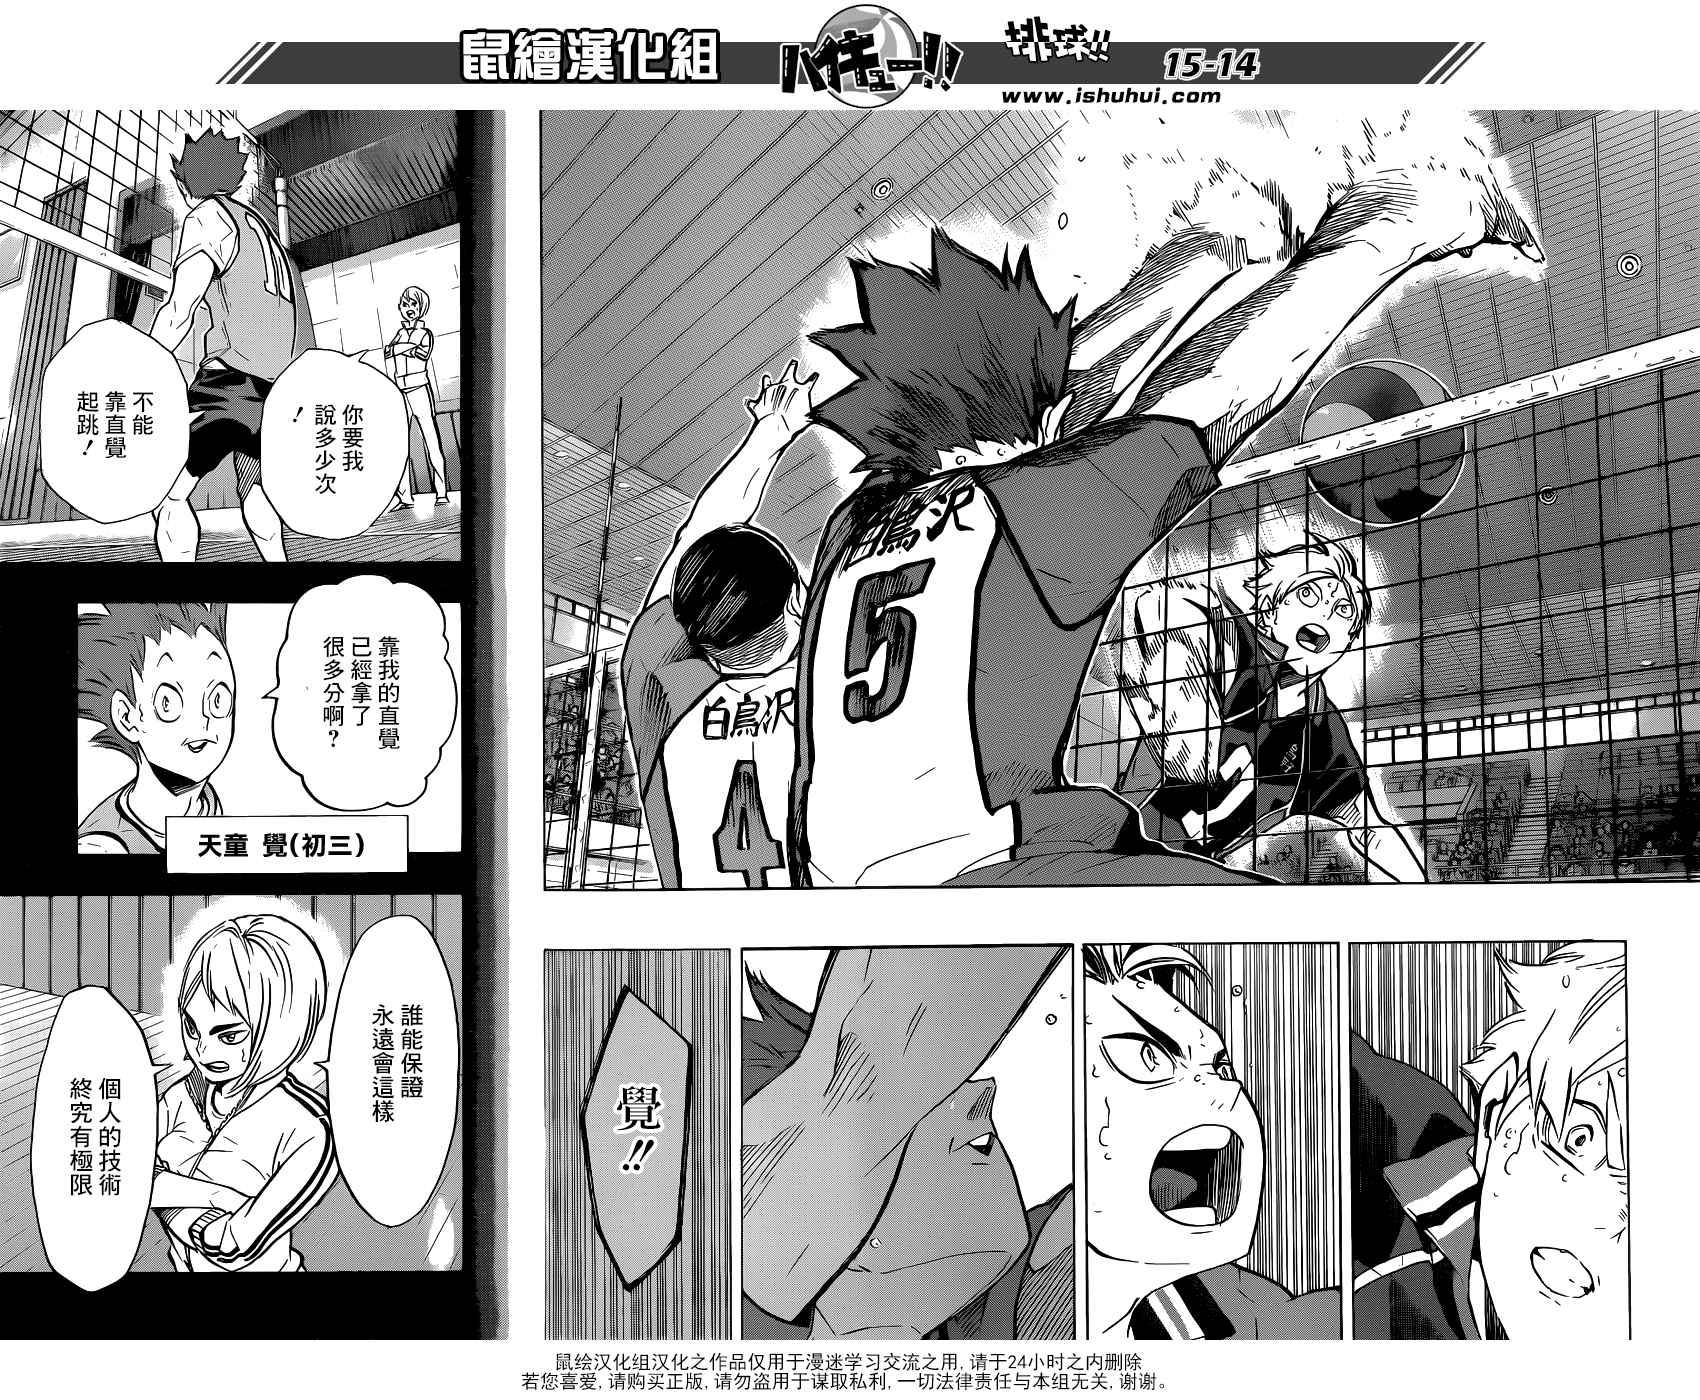 鼠繪漢化組
ハイキュー!!
排球!!
15-14
www.ishuhui.com
白鳥沢
5
白鳥沢
4
覺!!
你要我
說多少次
!
不能
靠直覺
起跳!
靠我的直覺
已經拿了
很多分啊?
天童 覺(初三)
誰能保證
永遠會這樣
個人的技術
終究有極限
鼠绘汉化组汉化之作品仅用于漫迷学习交流之用,请于24小时之内删除
若您喜爱,请购买正版,请勿盗用于谋取私利,一切法律责任与本组无关,谢谢。